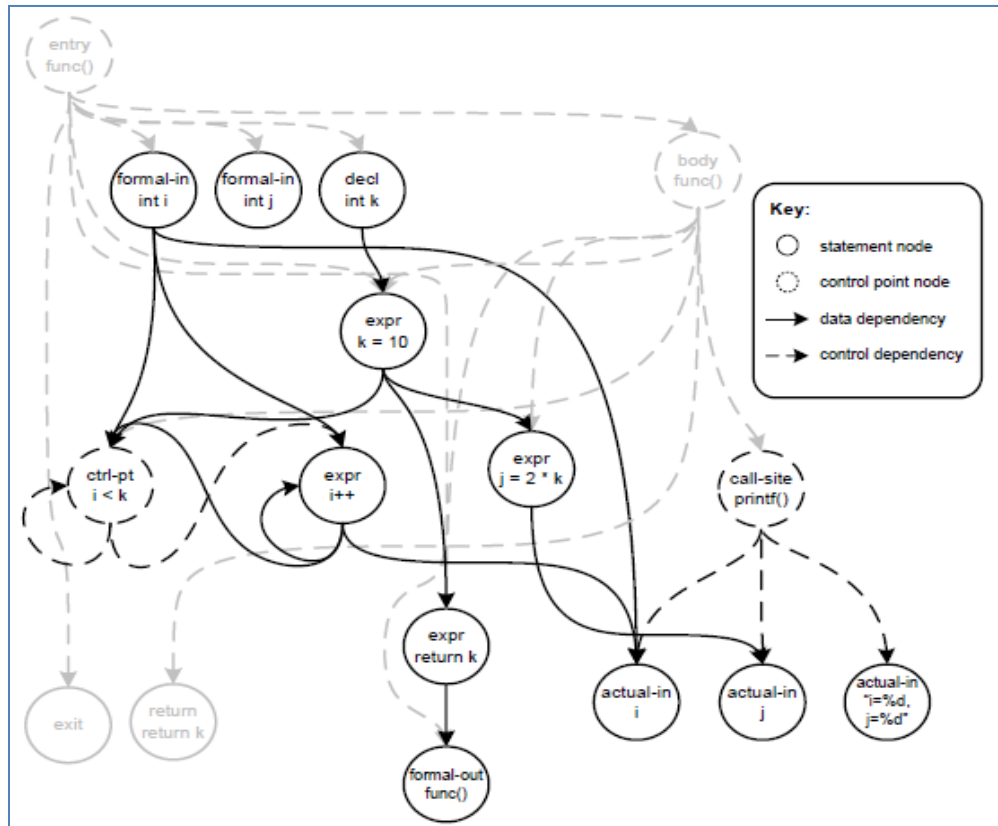 entry
func()
body
func()
formal-in
int i
formal-in
int j
decl
int k
Key:
statement node
control point node
data dependency
control dependency
expr
k = 10
ctrl-pt
i < k
expr
i++
expr
j = 2 * k
call-site
printf()
expr
return k
exit
return
return k
actual-in
i
actual-in
j
actual-in
"i=%d,
j=%d"
formal-out
func()